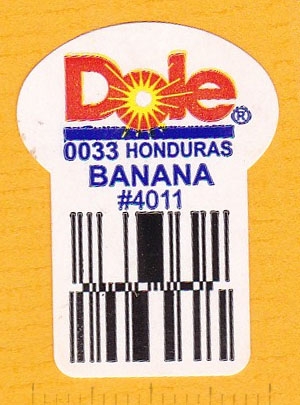 Dole®
0033 HONDURAS
BANANA
#4011